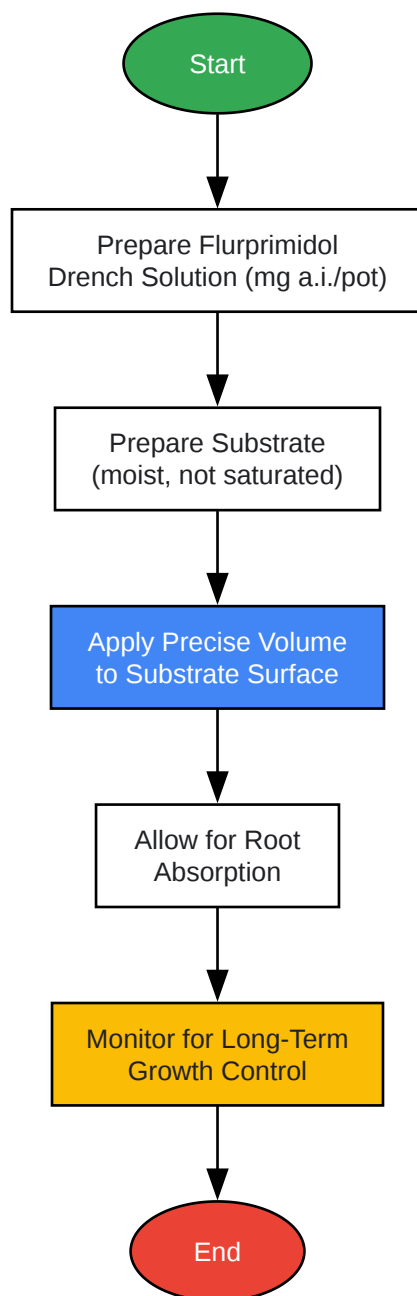 Start
Prepare Flurprimidol
Drench Solution (mg a.i./pot)
Prepare Substrate
(moist, not saturated)
Apply Precise Volume
to Substrate Surface
Allow for Root
Absorption
Monitor for Long-Term
Growth Control
End